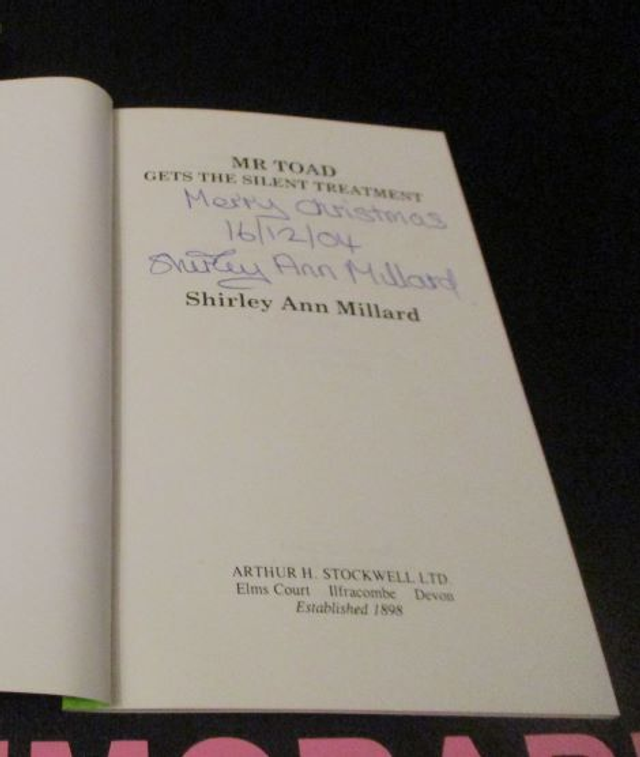 MR TOAD
GETS THE SILENT TREATMENT
Merry Christmas
16/12/04
Shirley Ann Millard
Shirley Ann Millard
ARTHUR H. STOCKWELL LTD.
Elms Court Ilfracombe Devon
Established 1898